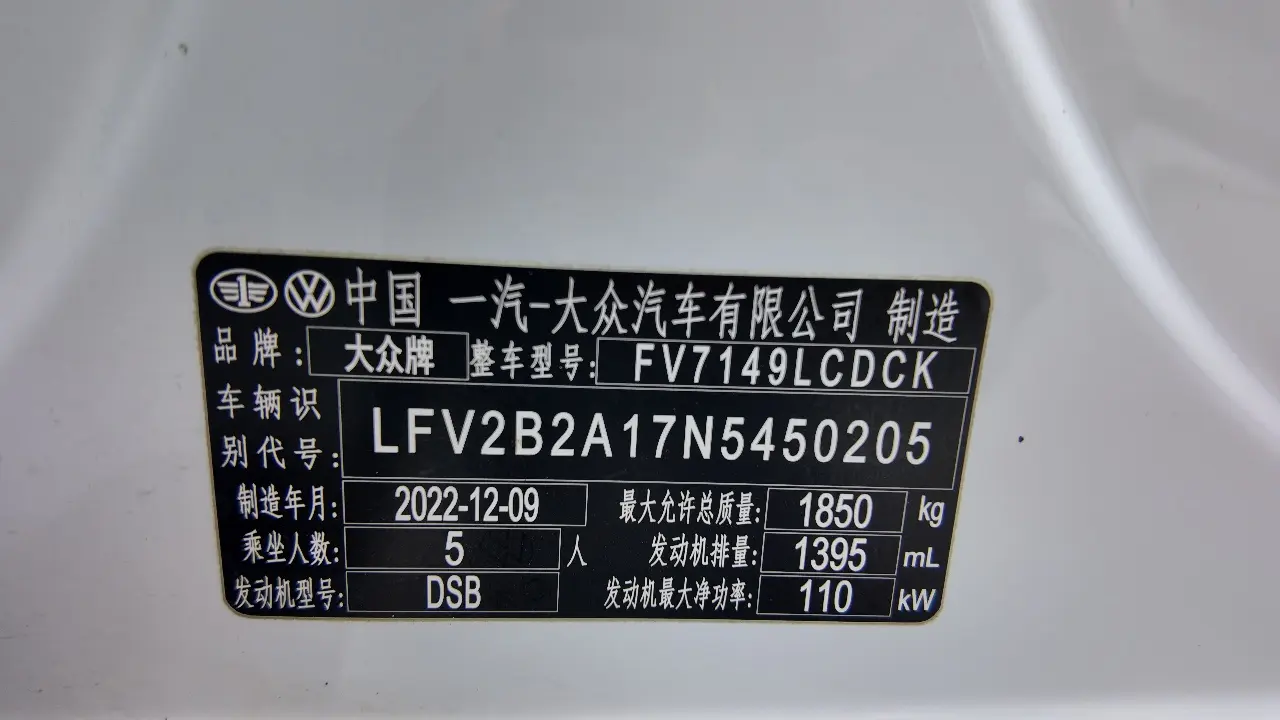 中国 一汽-大众汽车有限公司 制造
品牌: 大众牌 整车型号: FV7149LCDCK
车辆识别代号: LFV2B2A17N5450205
制造年月: 2022-12-09 最大允许总质量: 1850 kg
乘坐人数: 5 人 发动机排量: 1395 mL
发动机型号: DSB 发动机最大净功率: 110 kW